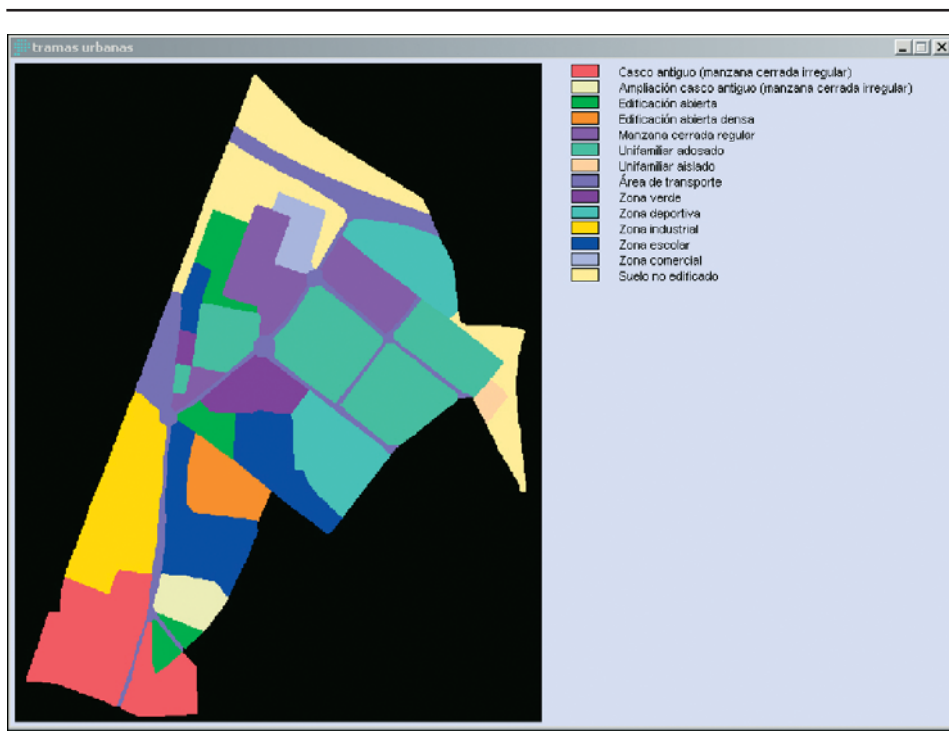 tramas urbanas
Casco antiguo (manzana cerrada irregular)
Ampliación casco antiguo (manzana cerrada irregular)
Edificación abierta
Edificación abierta densa
Manzana cerrada regular
Unifamiliar adosado
Unifamiliar aislado
Área de transporte
Zona verde
Zona deportiva
Zona industrial
Zona escolar
Zona comercial
Suelo no edificado